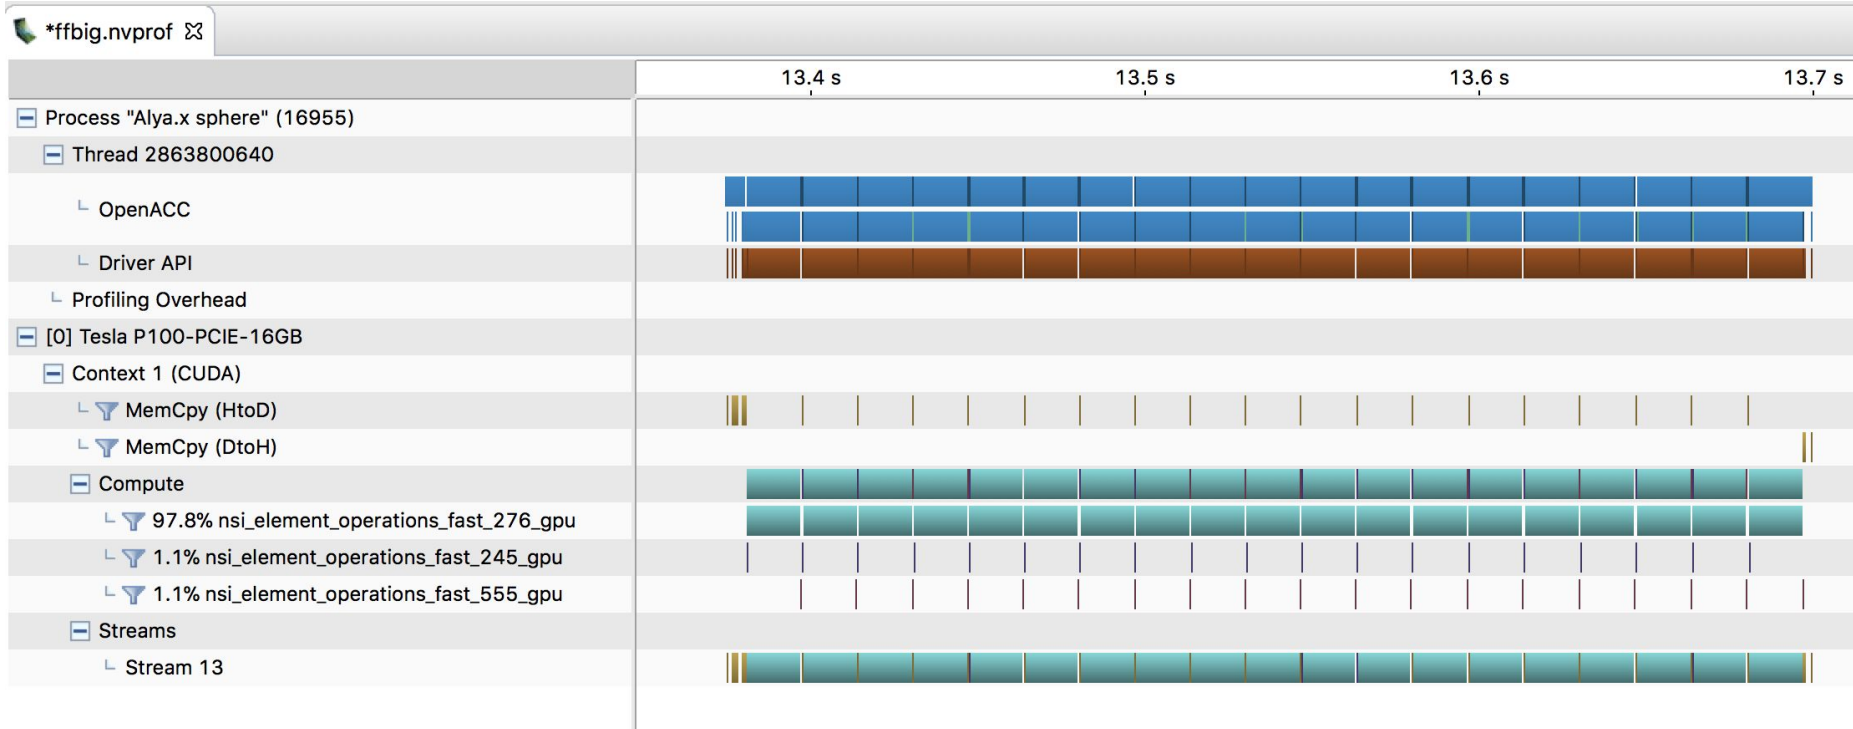 *ffbig.nvprof
13.4 s 13.5 s 13.6 s 13.7 s
Process "Alya.x sphere" (16955)
Thread 2863800640
OpenACC
Driver API
Profiling Overhead
[0] Tesla P100-PCIE-16GB
Context 1 (CUDA)
MemCpy (HtoD)
MemCpy (DtoH)
Compute
97.8% nsi_element_operations_fast_276_gpu
1.1% nsi_element_operations_fast_245_gpu
1.1% nsi_element_operations_fast_555_gpu
Streams
Stream 13